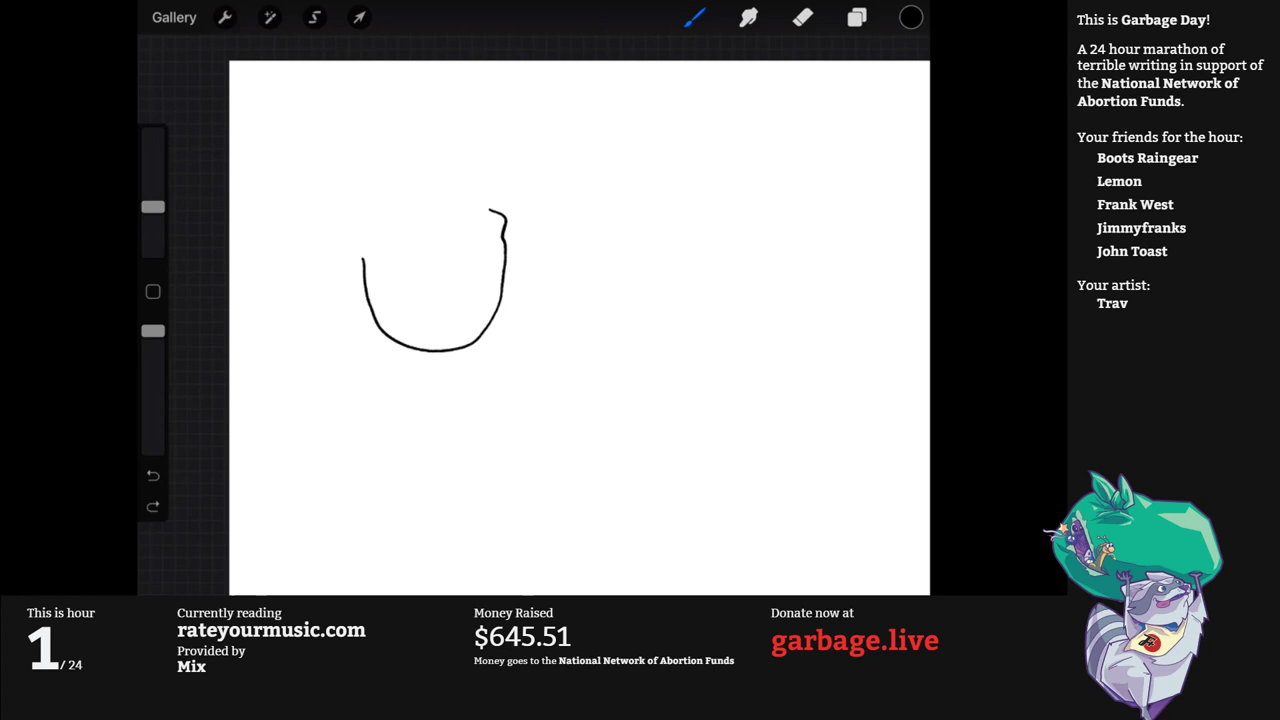 Gallery
This is Garbage Day!
A 24 hour marathon of
terrible writing in support of
the National Network of
Abortion Funds.
Your friends for the hour:
Boots Raingear
Lemon
Frank West
Jimmyfranks
John Toast
Your artist:
Trav
This is hour
1 / 24
Currently reading
rateyourmusic.com
Provided by
Mix
Money Raised
$645.51
Money goes to the National Network of Abortion Funds
Donate now at
garbage.live